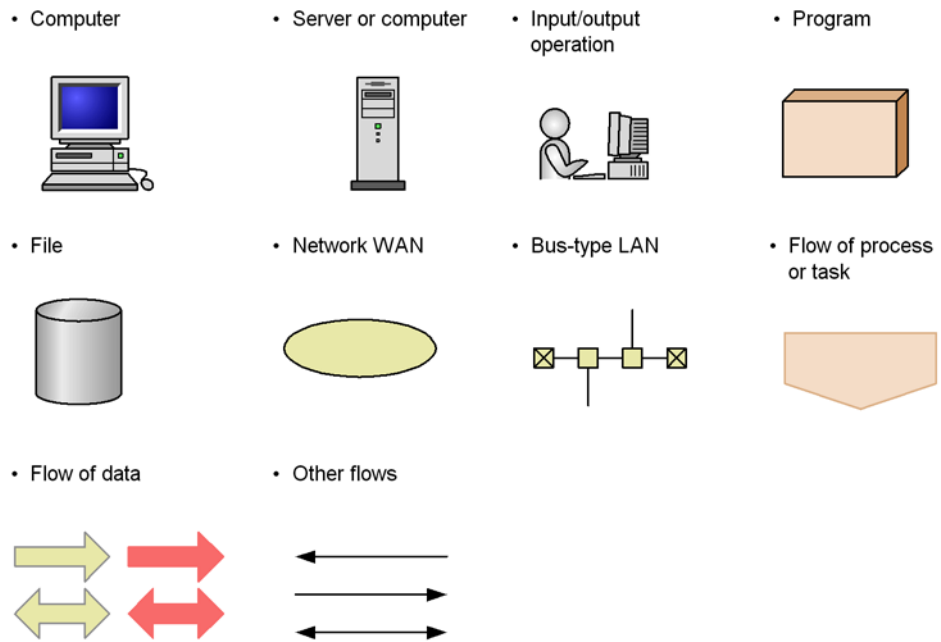 • Computer
• Server or computer
• Input/output
operation
• Program
• File
• Network WAN
• Bus-type LAN
• Flow of process
or task
• Flow of data
• Other flows